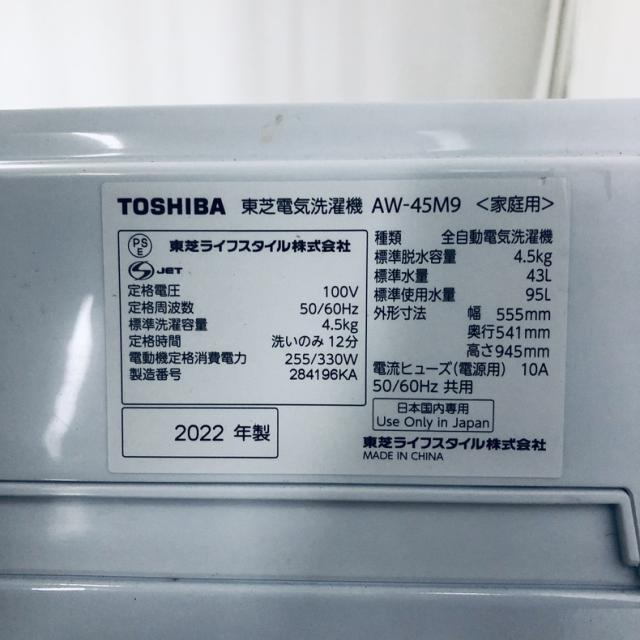 TOSHIBA 東芝電気洗濯機 AW-45M9 <家庭用>
PS
E
東芝ライフスタイル株式会社
S JET
定格電圧 100V
定格周波数 50/60Hz
標準洗濯容量 4.5kg
定格時間 洗いのみ 12分
電動機定格消費電力 255/330W
製造番号 284196KA
2022 年製
種類 全自動電気洗濯機
標準脱水容量 4.5kg
標準水量 43L
標準使用水量 95L
外形寸法 幅 555mm
奥行541mm
高さ945mm
電流ヒューズ(電源用) 10A
50/60Hz 共用
日本国内専用
Use Only in Japan
東芝ライフスタイル株式会社
MADE IN CHINA